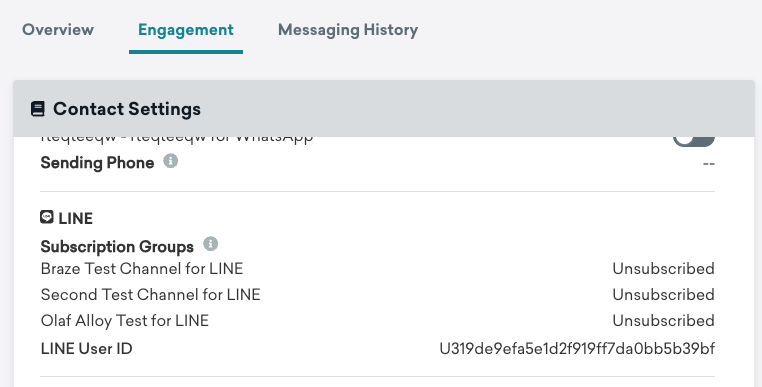 Overview Engagement Messaging History
Contact Settings
for WhatsApp
Sending Phone --
LINE
Subscription Groups
Braze Test Channel for LINE Unsubscribed
Second Test Channel for LINE Unsubscribed
Olaf Alloy Test for LINE Unsubscribed
LINE User ID U319de9efa5e1d2f919ff7da0bb5b39bf